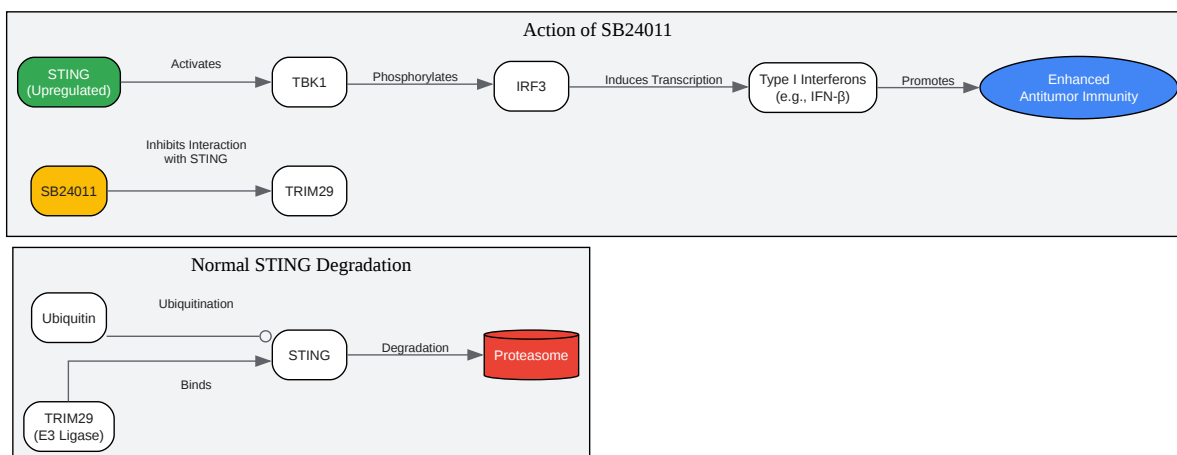 Action of SB24011
STING
(Upregulated)
Activates
TBK1
Phosphorylates
IRF3
Induces Transcription
Type I Interferons
(e.g., IFN-β)
Promotes
Enhanced
Antitumor Immunity
SB24011
Inhibits Interaction
with STING
TRIM29
Normal STING Degradation
Ubiquitin
Ubiquitination
STING
Degradation
Proteasome
Binds
TRIM29
(E3 Ligase)